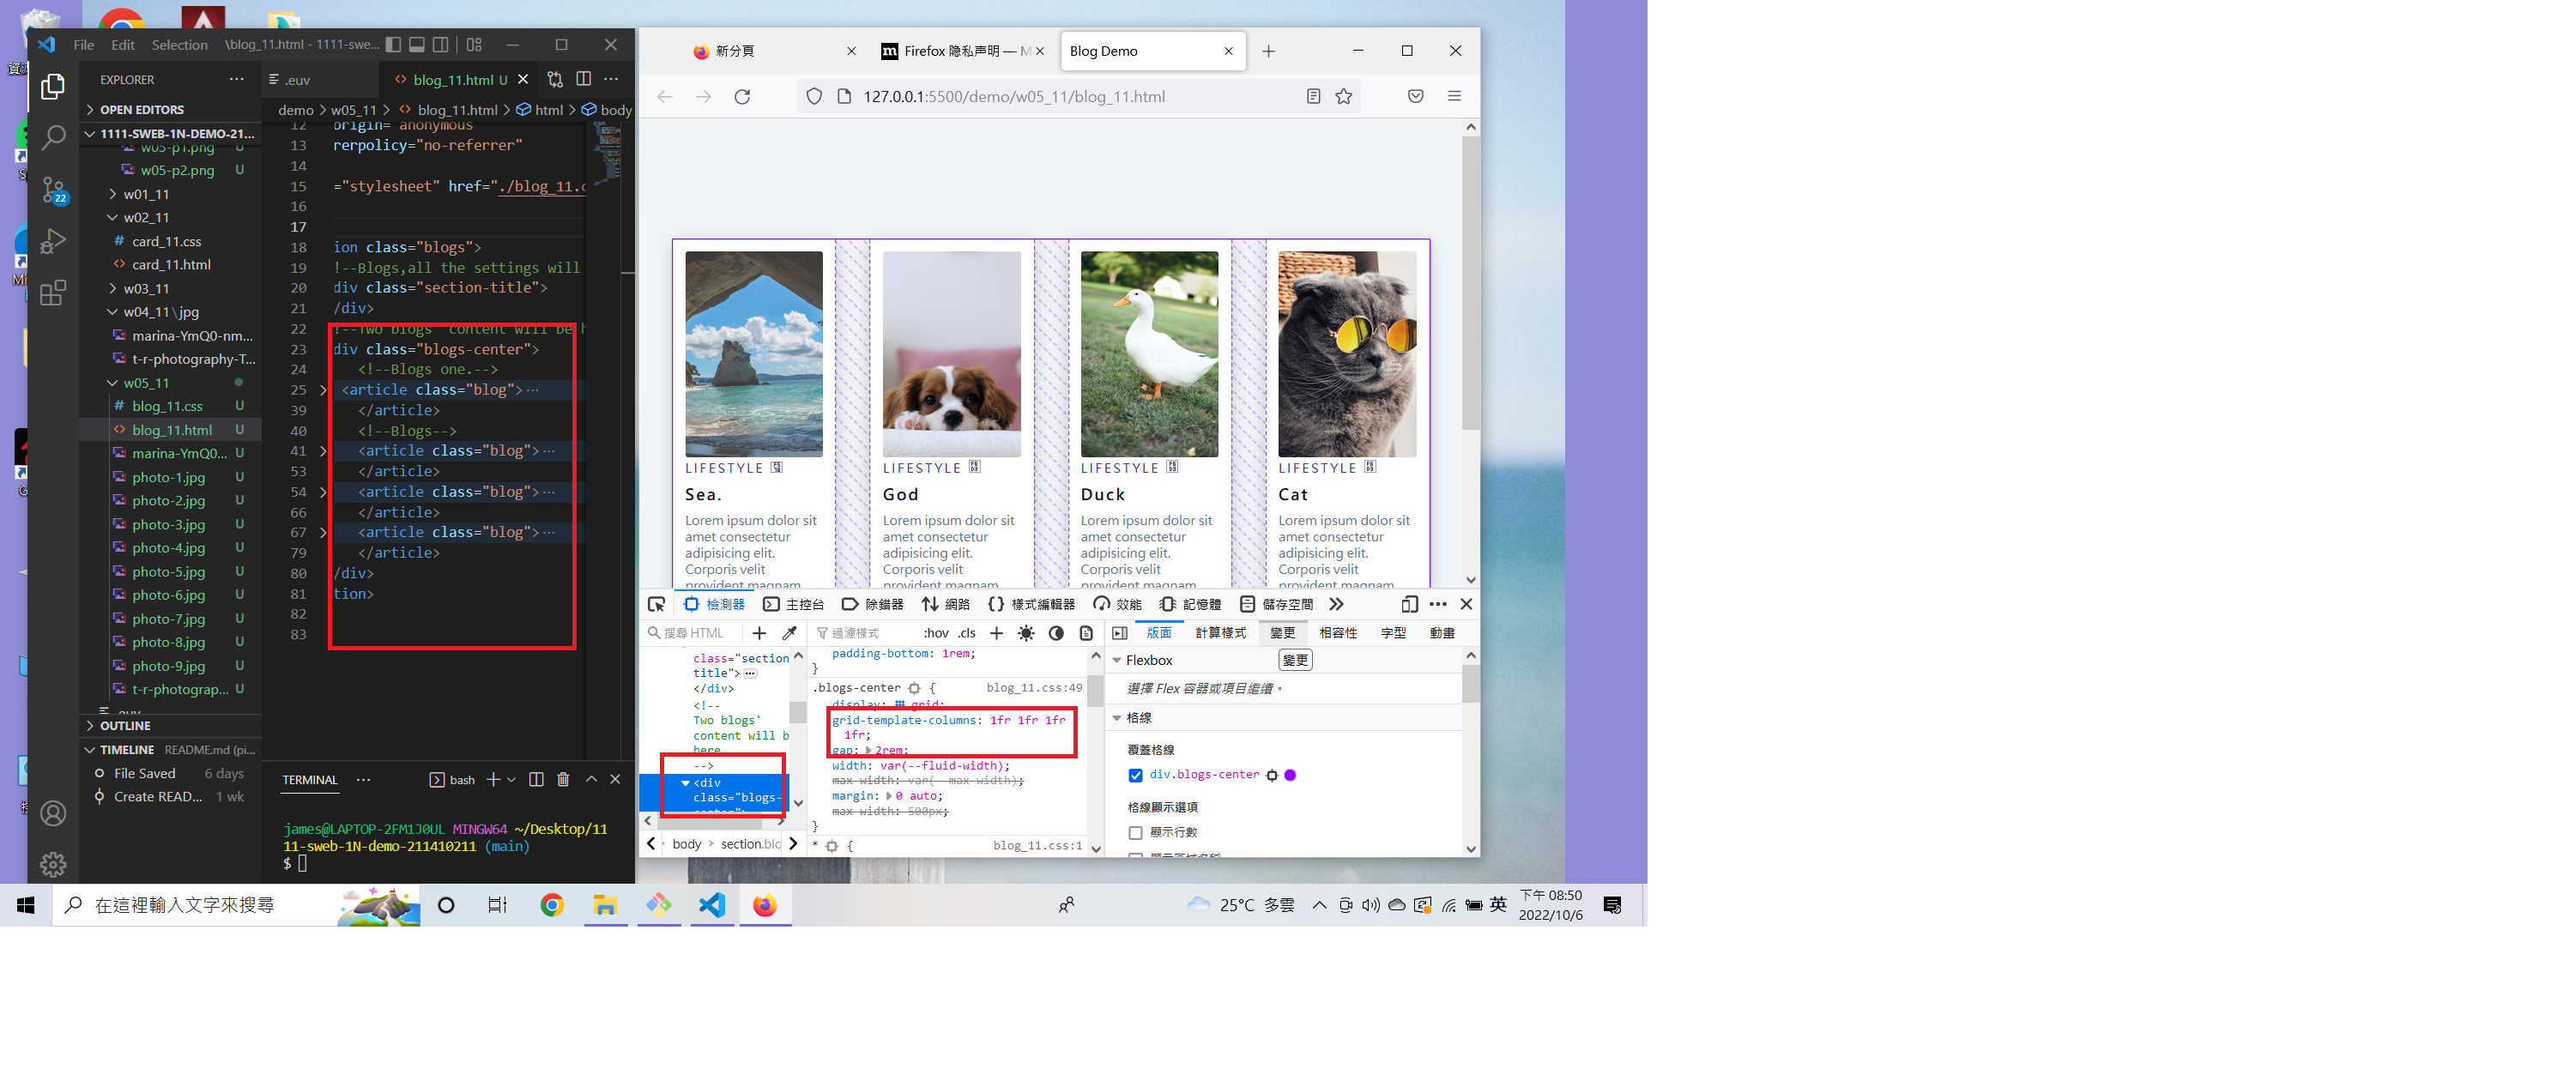 File Edit Selection \blog_11.html - 1111-swe...
EXPLORER
OPEN EDITORS
1111-SWEB-1N-DEMO-21...
w05-p1.png U
w05-p2.png U
w01_11
w02_11
# card_11.css
<> card_11.html
w03_11
w04_11\jpg
marina-YmQ0-nm...
t-r-photography-T...
w05_11
# blog_11.css U
<> blog_11.html U
marina-YmQ0... U
photo-1.jpg U
photo-2.jpg U
photo-3.jpg U
photo-4.jpg U
photo-5.jpg U
photo-6.jpg U
photo-7.jpg U
photo-8.jpg U
photo-9.jpg U
t-r-photograp... U
.euv
OUTLINE
TIMELINE README.md (pi...
File Saved 6 days
Create READ... 1 wk
22
.euv
<> blog_11.html U
demo > w05_11 > <> blog_11.html > html > body
12 origin="anonymous"
13 rerpolicy="no-referrer"
14
15 ="stylesheet" href="./blog_11.c
16
17
18 ion class="blogs">
19 !--Blogs,all the settings will
20 div class="section-title">
21 /div>
22 !--Two blogs' content will be h
23 div class="blogs-center">
24 <!--Blogs one.-->
25 <article class="blog">...
39 </article>
40 <!--Blogs-->
41 <article class="blog">...
53 </article>
54 <article class="blog">...
66 </article>
67 <article class="blog">...
79 </article>
80 /div>
81 tion>
82
83
TERMINAL
bash
james@LAPTOP-2FM1J0UL MINGW64 ~/Desktop/11
11-sweb-1N-demo-211410211 (main)
$
新分頁
Firefox 隐私声明 — M
Blog Demo
127.0.0.1:5500/demo/w05_11/blog_11.html
LIFESTYLE
Sea.
Lorem ipsum dolor sit
amet consectetur
adipisicing elit.
Corporis velit
provident magnam
LIFESTYLE
God
Lorem ipsum dolor sit
amet consectetur
adipisicing elit.
Corporis velit
provident magnam
LIFESTYLE
Duck
Lorem ipsum dolor sit
amet consectetur
adipisicing elit.
Corporis velit
provident magnam
LIFESTYLE
Cat
Lorem ipsum dolor sit
amet consectetur
adipisicing elit.
Corporis velit
provident magnam
檢測器 主控台 除錯器 網路 樣式編輯器 效能 記憶體 儲存空間
搜尋 HTML
class="section
title">
</div>
<!--
Two blogs'
content will b
here
-->
<div
class="blogs-
center">
body > section.blo
過濾樣式 :hov .cls
padding-bottom: 1rem;
}
.blogs-center { blog_11.css:49
display: grid;
grid-template-columns: 1fr 1fr 1fr
1fr;
gap: 2rem;
width: var(--fluid-width);
max-width: var(--max-width);
margin: 0 auto;
max-width: 500px;
}
* { blog_11.css:1
版面 計算樣式 變更 相容性 字型 動畫
Flexbox
變更
選擇 Flex 容器或項目繼續。
格線
覆蓋格線
div.blogs-center
格線顯示選項
顯示行數
顯示區域名稱
在這裡輸入文字來搜尋
25°C 多雲
英
下午 08:50
2022/10/6